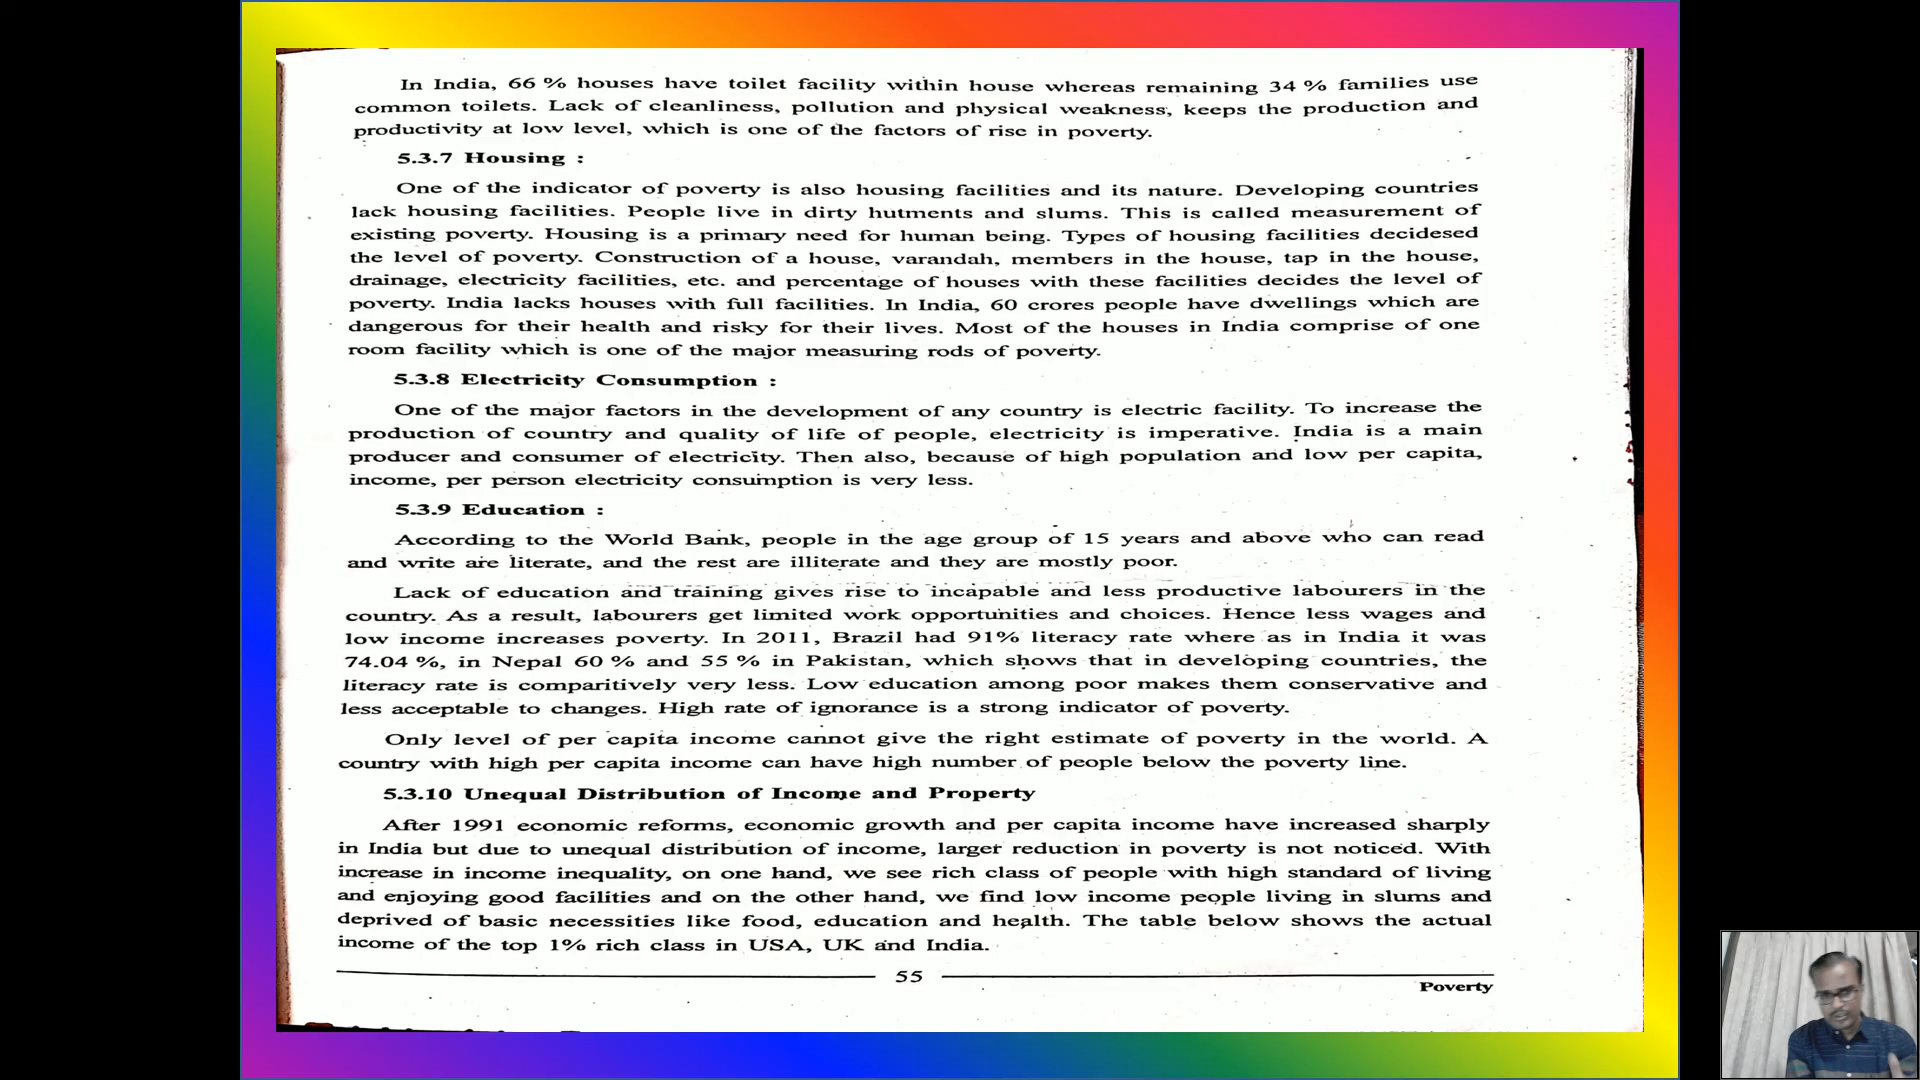 In India, 66 % houses have toilet facility within house whereas remaining 34 % families use
common toilets. Lack of cleanliness, pollution and physical weakness, keeps the production and
productivity at low level, which is one of the factors of rise in poverty.
5.3.7 Housing :
One of the indicator of poverty is also housing facilities and its nature. Developing countries
lack housing facilities. People live in dirty hutments and slums. This is called measurement of
existing poverty. Housing is a primary need for human being. Types of housing facilities decidesed
the level of poverty. Construction of a house, varandah, members in the house, tap in the house,
drainage, electricity facilities, etc. and percentage of houses with these facilities decides the level of
poverty. India lacks houses with full facilities. In India, 60 crores people have dwellings which are
dangerous for their health and risky for their lives. Most of the houses in India comprise of one
room facility which is one of the major measuring rods of poverty.
5.3.8 Electricity Consumption :
One of the major factors in the development of any country is electric facility. To increase the
production of country and quality of life of people, electricity is imperative. India is a main
producer and consumer of electricity. Then also, because of high population and low per capita,
income, per person electricity consumption is very less.
5.3.9 Education :
According to the World Bank, people in the age group of 15 years and above who can read
and write are literate, and the rest are illiterate and they are mostly poor.
Lack of education and training gives rise to incapable and less productive labourers in the
country. As a result, labourers get limited work opportunities and choices. Hence less wages and
low income increases poverty. In 2011, Brazil had 91% literacy rate where as in India it was
74.04 %, in Nepal 60 % and 55 % in Pakistan, which shows that in developing countries, the
literacy rate is comparitively very less. Low education among poor makes them conservative and
less acceptable to changes. High rate of ignorance is a strong indicator of poverty.
Only level of per capita income cannot give the right estimate of poverty in the world. A
country with high per capita income can have high number of people below the poverty line.
5.3.10 Unequal Distribution of Income and Property
After 1991 economic reforms, economic growth and per capita income have increased sharply
in India but due to unequal distribution of income, larger reduction in poverty is not noticed. With
increase in income inequality, on one hand, we see rich class of people with high standard of living
and enjoying good facilities and on the other hand, we find low income people living in slums and
deprived of basic necessities like food, education and health. The table below shows the actual
income of the top 1% rich class in USA, UK and India.
55
Poverty